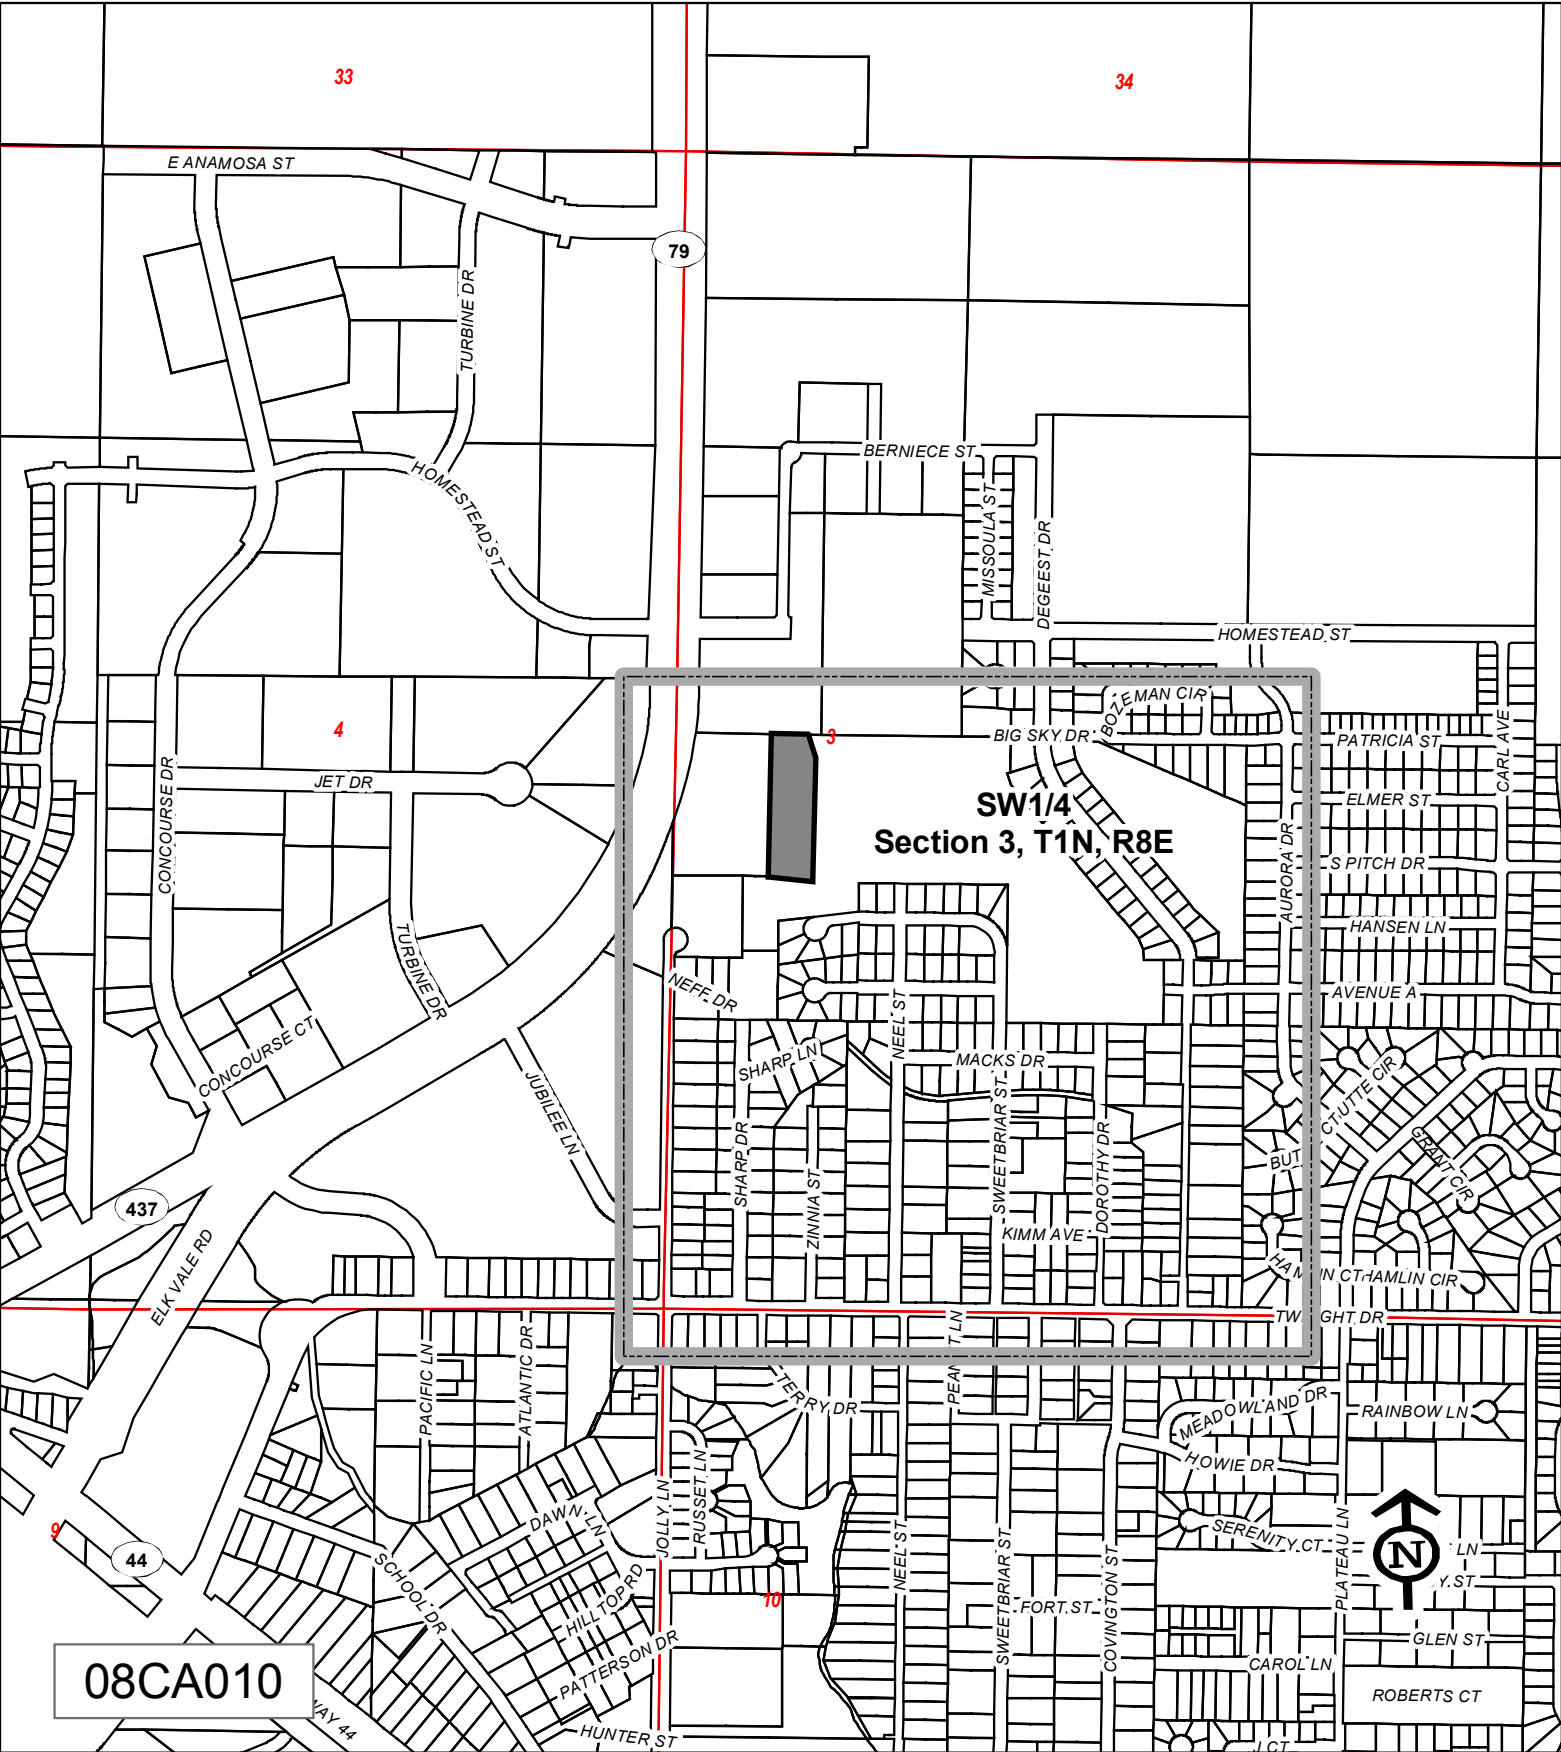 33
34
E ANAMOSA ST
79
TURBINE DR
BERNIECE ST
HOMESTEAD ST
MISSOULA ST
DEGEEST DR
HOMESTEAD ST
BOZEMAN CIR
CARL AVE
4
3
BIG SKY DR
PATRICIA ST
JET DR
CONCOURSE DR
SW1/4
Section 3, T1N, R8E
ELMER ST
AURORA DR
S PITCH DR
HANSEN LN
TURBINE DR
NEFF DR
AVENUE A
NEEL ST
CONCOURSE CT
SHARP LN
MACKS DR
JUBILEE LN
SWEETBRIAR ST
SHARP DR
DOROTHY DR
GRANT CIR
437
ZINNIA ST
KIMM AVE
ELK VALE RD
HAMLIN CIR
PACIFIC LN
ATLANTIC DR
TERRY DR
MEADOWLAND DR
RAINBOW LN
HOWIE DR
RUSSET LN
JOLLY LN
DAWN LN
NEEL ST
SWEETBRIAR ST
COVINGTON ST
SERENITY CT
PLATEAU LN
N
LN
Y ST
9
44
SCHOOL DR
HILLTOP RD
10
FORT ST
PATTERSON DR
GLEN ST
CAROL LN
08CA010
WAY 44
HUNTER ST
ROBERTS CT
J CT